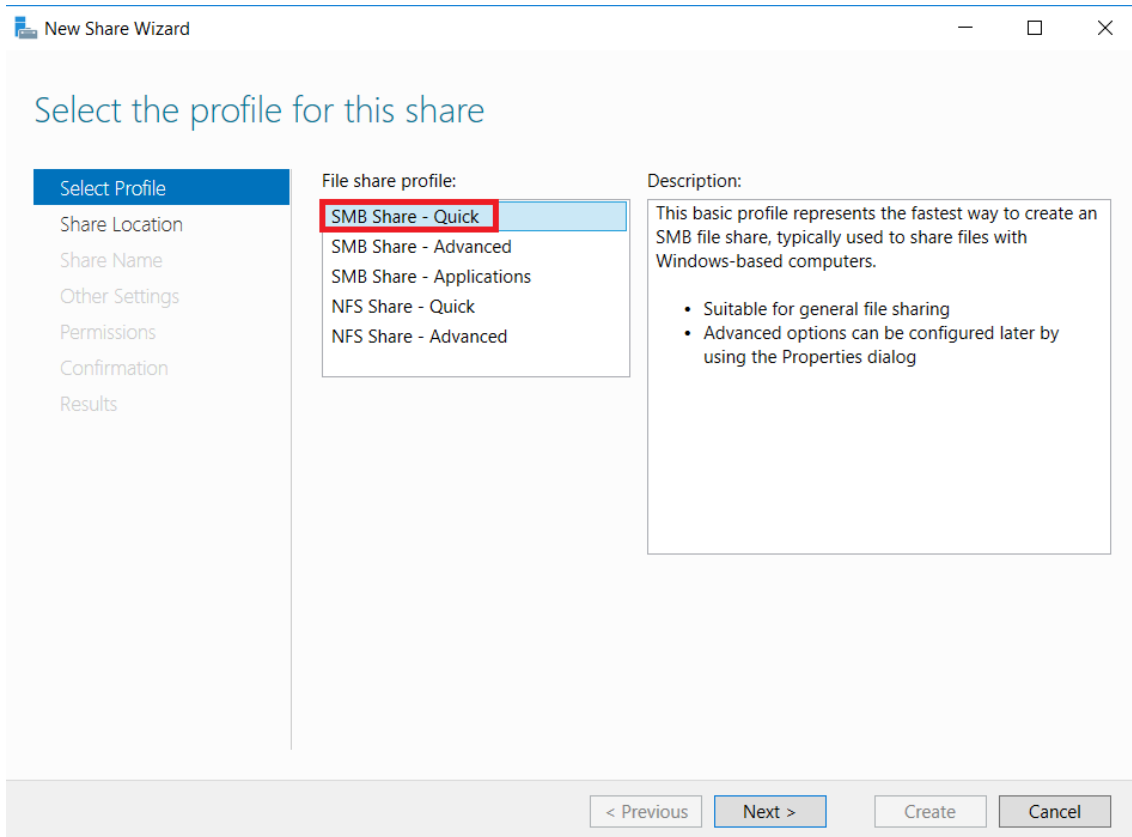 New Share Wizard
Select the profile for this share
Select Profile
Share Location
Share Name
Other Settings
Permissions
Confirmation
Results
File share profile:
SMB Share - Quick
SMB Share - Advanced
SMB Share - Applications
NFS Share - Quick
NFS Share - Advanced
Description:
This basic profile represents the fastest way to create an
SMB file share, typically used to share files with
Windows-based computers.
• Suitable for general file sharing
• Advanced options can be configured later by
using the Properties dialog
< Previous
Next >
Create
Cancel